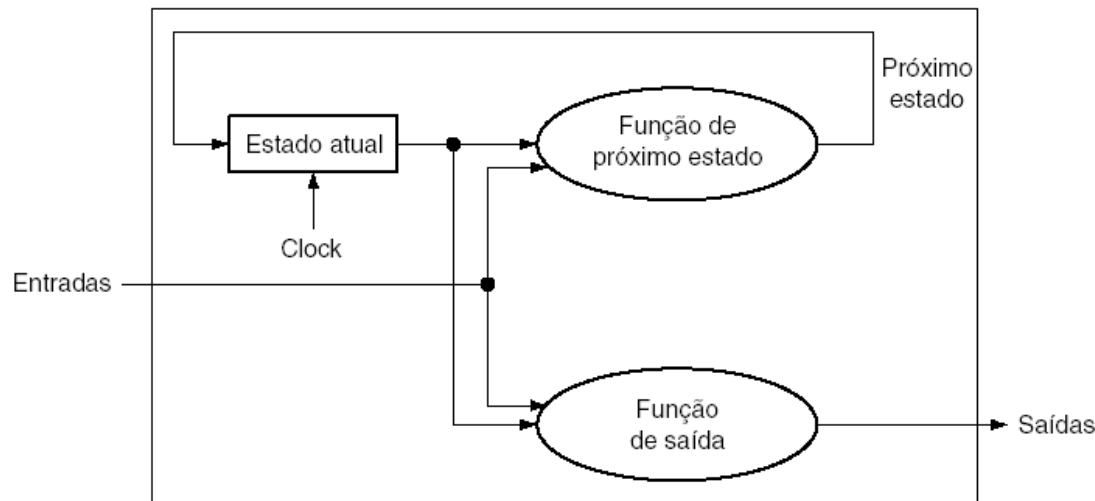 Próximo
estado
Função de
próximo estado
Estado atual
Clock
Entradas
Função
de saída
Saídas